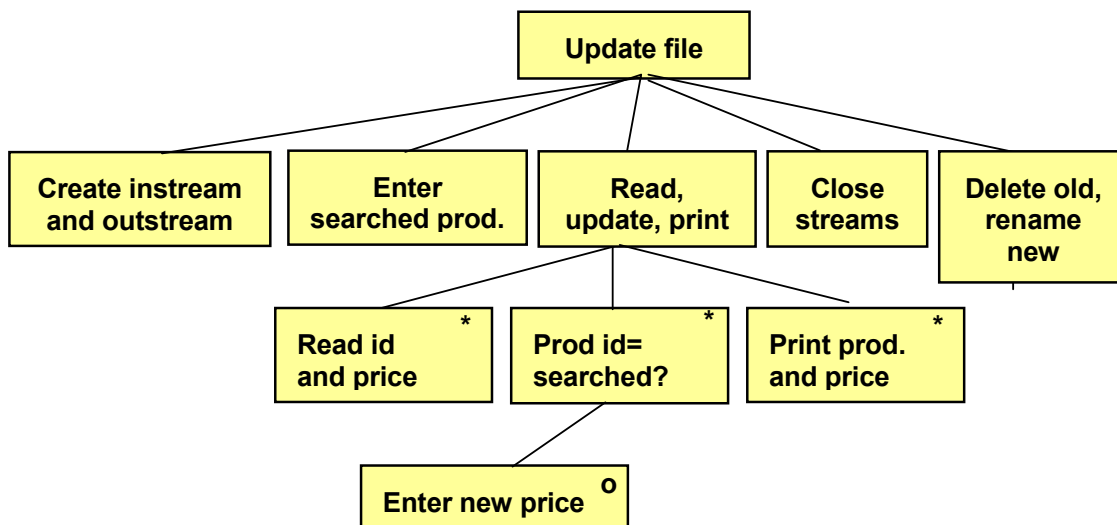 Update file
Create instream
and outstream
Enter
searched prod.
Read,
update, print
Close
streams
Delete old,
rename
new
Read id
and price
*
Prod id=
searched?
*
Print prod.
and price
*
Enter new price
o